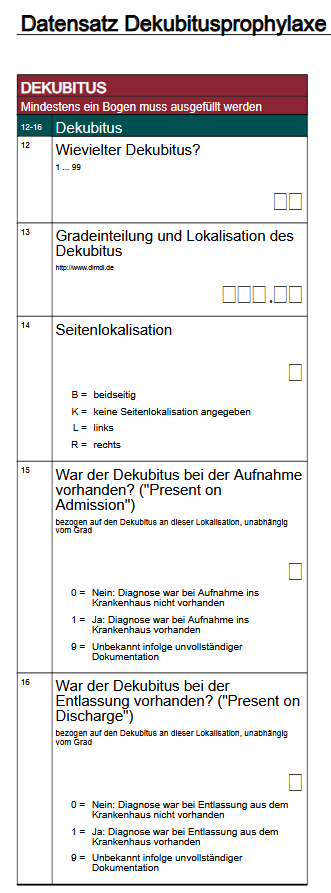 Datensatz Dekubitusprophylaxe
DEKUBITUS
Mindestens ein Bogen muss ausgefüllt werden
12-16 Dekubitus
12 Wievielter Dekubitus?
1 ... 99
13 Gradeinteilung und Lokalisation des
Dekubitus
http://www.dimdi.de
.
14 Seitenlokalisation
B = beidseitig
K = keine Seitenlokalisation angegeben
L = links
R = rechts
15 War der Dekubitus bei der Aufnahme
vorhanden? ("Present on
Admission")
bezogen auf den Dekubitus an dieser Lokalisation, unabhängig
vom Grad
0 = Nein: Diagnose war bei Aufnahme ins
Krankenhaus nicht vorhanden
1 = Ja: Diagnose war bei Aufnahme ins
Krankenhaus vorhanden
9 = Unbekannt infolge unvollständiger
Dokumentation
16 War der Dekubitus bei der
Entlassung vorhanden? ("Present on
Discharge")
bezogen auf den Dekubitus an dieser Lokalisation, unabhängig
vom Grad
0 = Nein: Diagnose war bei Entlassung aus dem
Krankenhaus nicht vorhanden
1 = Ja: Diagnose war bei Entlassung aus dem
Krankenhaus vorhanden
9 = Unbekannt infolge unvollständiger
Dokumentation